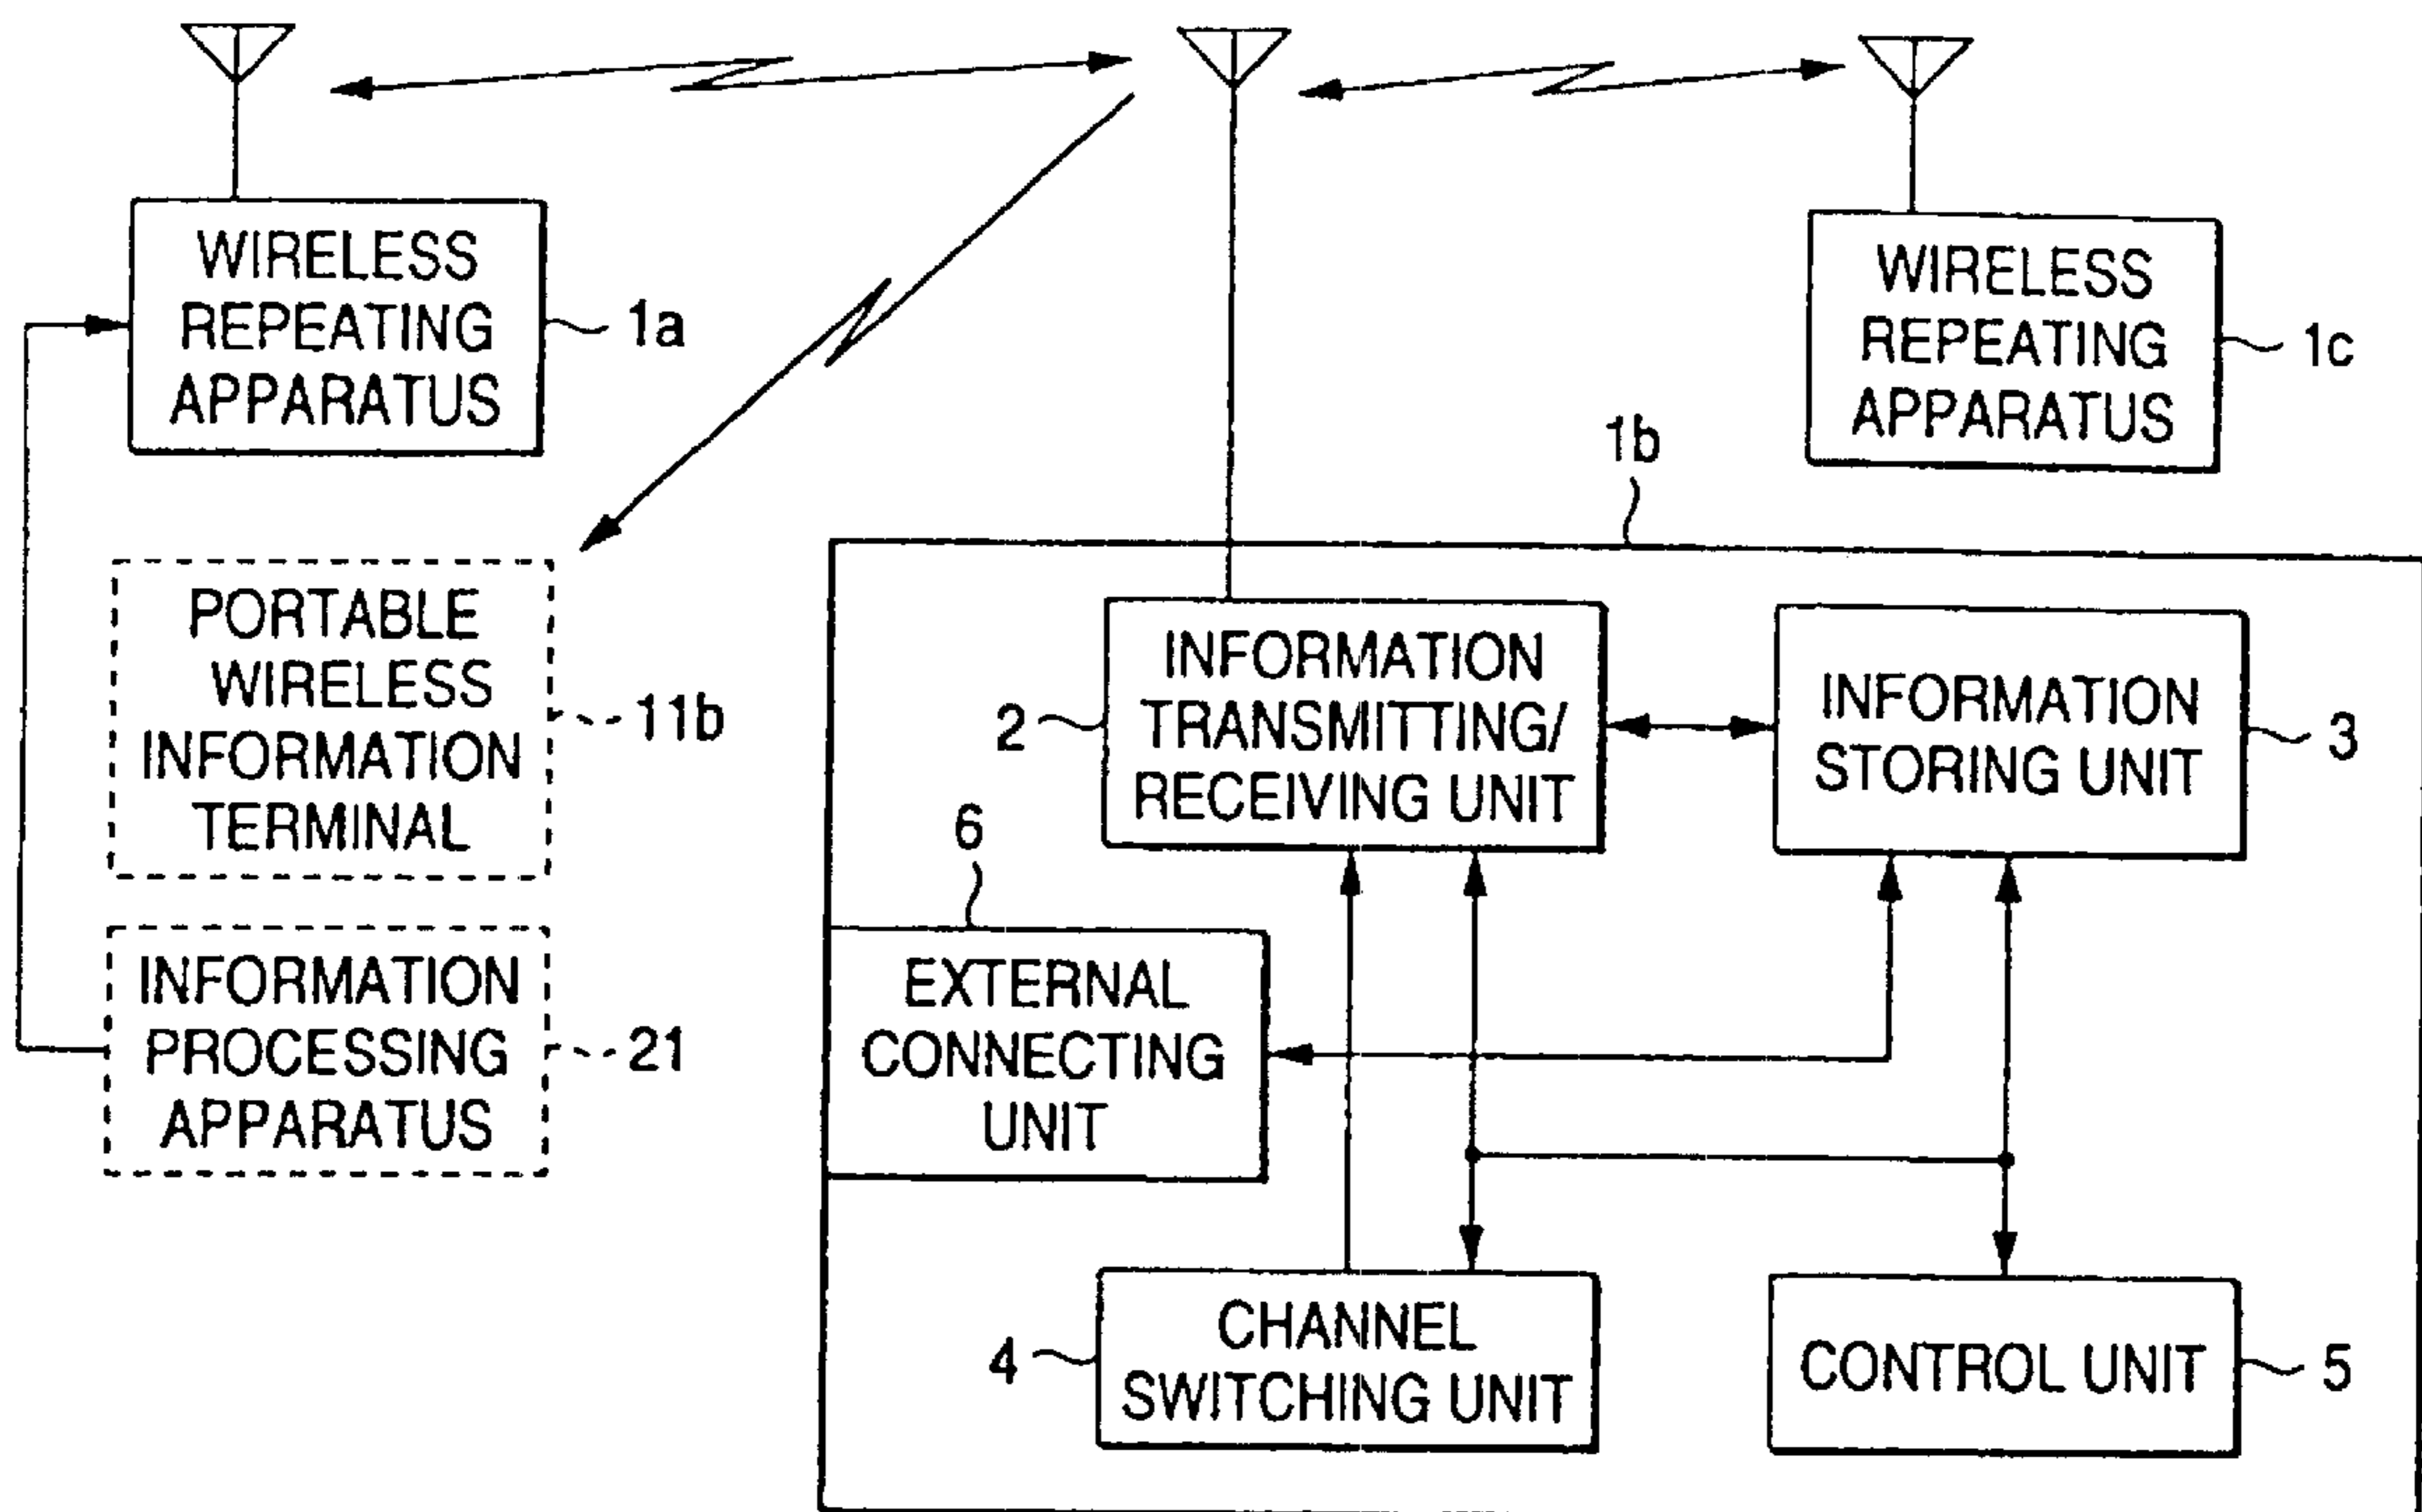 WIRELESS
REPEATING
APPARATUS
1a
WIRELESS
REPEATING
APPARATUS
1c
1b
PORTABLE
WIRELESS
INFORMATION
TERMINAL
11b
INFORMATION
PROCESSING
APPARATUS
21
INFORMATION
TRANSMITTING/
RECEIVING UNIT
2
INFORMATION
STORING UNIT
3
6
EXTERNAL
CONNECTING
UNIT
CHANNEL
SWITCHING UNIT
4
CONTROL UNIT
5